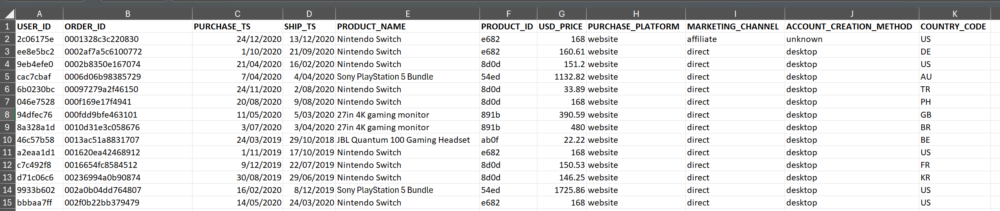 A B C D E F G H I J K
1 USER_ID ORDER_ID PURCHASE_TS SHIP_TS PRODUCT_NAME PRODUCT_ID USD_PRICE PURCHASE_PLATFORM MARKETING_CHANNEL ACCOUNT_CREATION_METHOD COUNTRY_CODE
2 2c06175e 0001328c3c220830 24/12/2020 13/12/2020 Nintendo Switch e682 168 website affiliate unknown US
3 ee8e5bc2 0002af7a5c6100772 1/10/2020 21/09/2020 Nintendo Switch e682 160.61 website direct desktop DE
4 9eb4efe0 0002b8350e167074 21/04/2020 16/02/2020 Nintendo Switch 8d0d 151.2 website direct desktop US
5 cac7cbaf 0006d06b98385729 7/04/2020 4/04/2020 Sony PlayStation 5 Bundle 54ed 1132.82 website direct desktop AU
6 6b0230bc 00097279a2f46150 24/11/2020 2/08/2020 Nintendo Switch 8d0d 33.89 website direct desktop TR
7 046e7528 000f169e17f4941 20/08/2020 9/08/2020 Nintendo Switch 8d0d 168 website direct desktop PH
8 94dfec76 000fdd9bfe463101 11/05/2020 5/03/2020 27in 4K gaming monitor 891b 390.59 website direct desktop GB
9 8a328a1d 0010d31e3c058676 3/07/2020 3/04/2020 27in 4K gaming monitor 891b 480 website direct desktop BR
10 46c57b58 0013ac51a8831707 24/03/2019 29/10/2018 JBL Quantum 100 Gaming Headset ab0f 22.22 website direct desktop BE
11 a2eaa1d1 001620ea42468912 1/11/2019 17/10/2019 Nintendo Switch e682 168 website direct desktop US
12 c7c492f8 0016654fc8584512 9/12/2019 22/07/2019 Nintendo Switch 8d0d 150.53 website direct desktop FR
13 d71c06c6 00236994a0b90874 30/08/2019 29/06/2019 Nintendo Switch 8d0d 146.25 website direct desktop KR
14 9933b602 002a0b04dd764807 16/02/2020 8/12/2019 Sony PlayStation 5 Bundle 54ed 1725.86 website direct desktop US
15 bbbaa7ff 002f0b22bb379479 14/05/2020 24/03/2020 Nintendo Switch e682 168 website direct desktop US